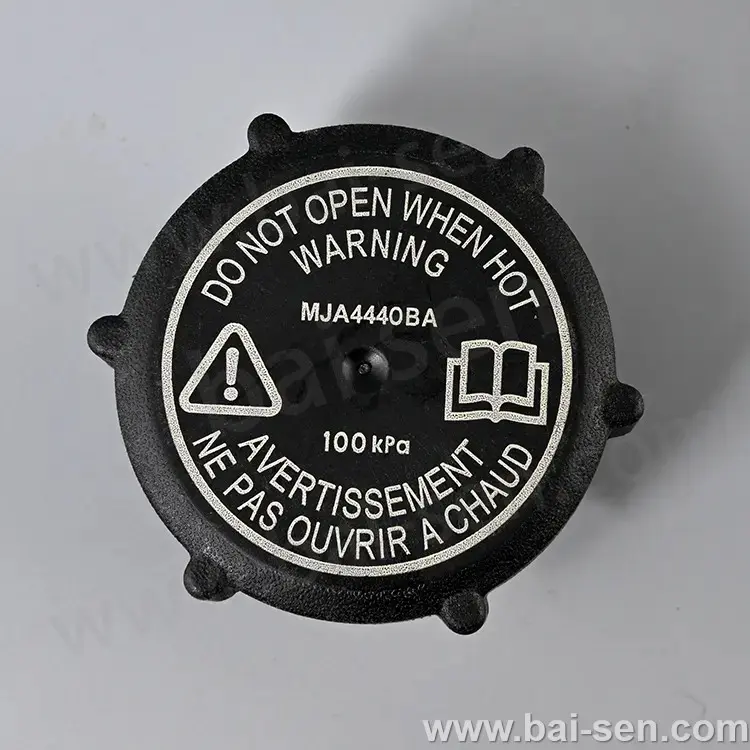 DO NOT OPEN WHEN HOT
WARNING
MJA4440BA
100 kPa
AVERTISSEMENT
NE PAS OUVRIR A CHAUD
www.bai-sen.com